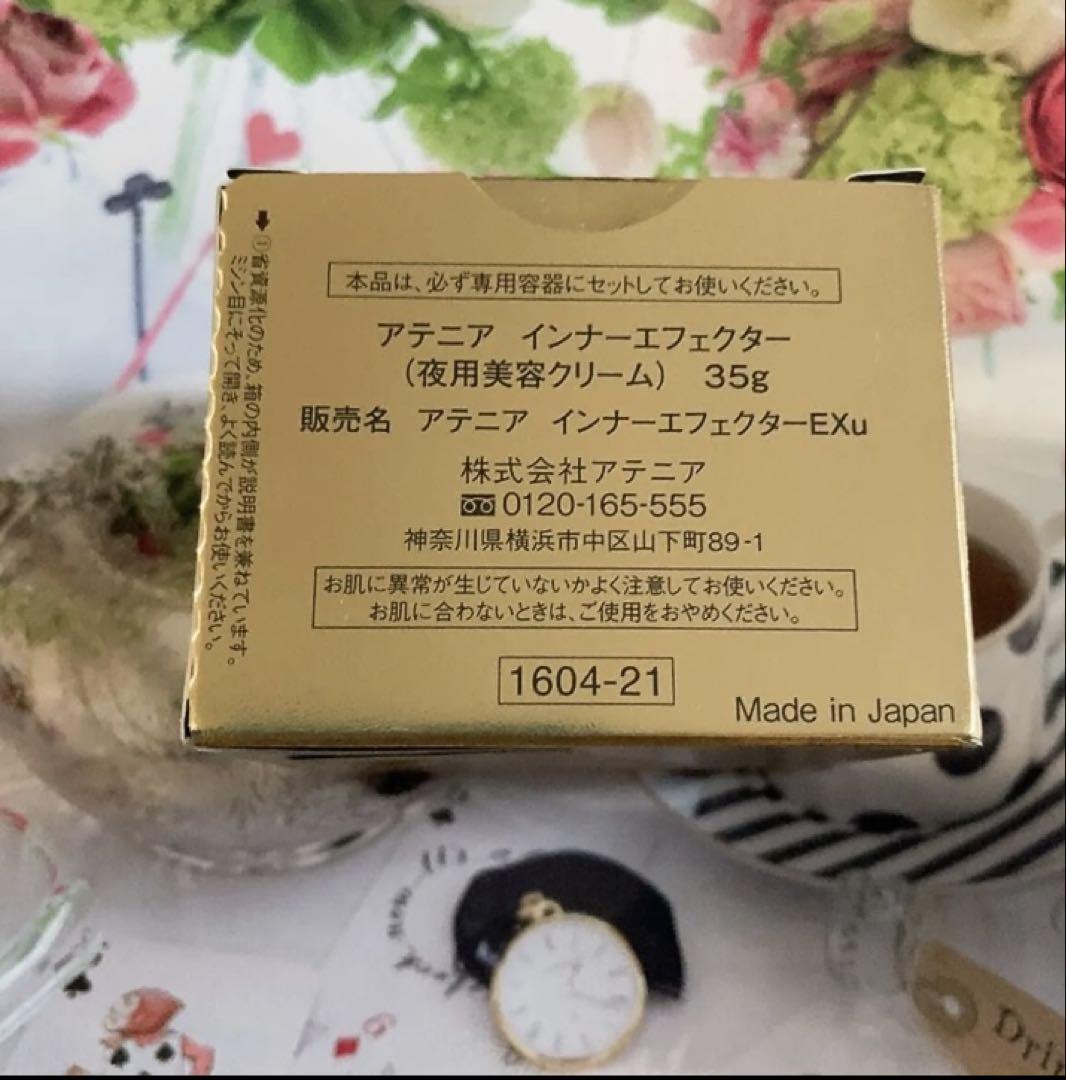 本品は、必ず専用容器にセットしてお使いください。
アテニア インナーエフェクター
(夜用美容クリーム) 35g
販売名 アテニア インナーエフェクターEXu
株式会社アテニア
0120-165-555
神奈川県横浜市中区山下町89-1
お肌に異常が生じていないかよく注意してお使いください。
お肌に合わないときは、ご使用をおやめください。
1604-21
Made in Japan
①省資源化のため、箱の内側が説明書を兼ねています。
ミシン目にそって開き、よく読んでからお使いください。